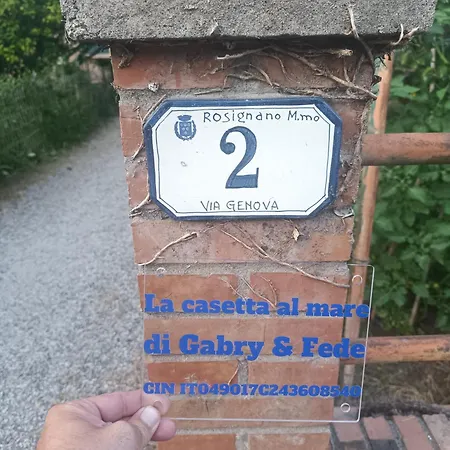 Rosignano M.mo
2
VIA GENOVA
La casetta al mare
di Gabry & Fede
CIN IT049017C243608540